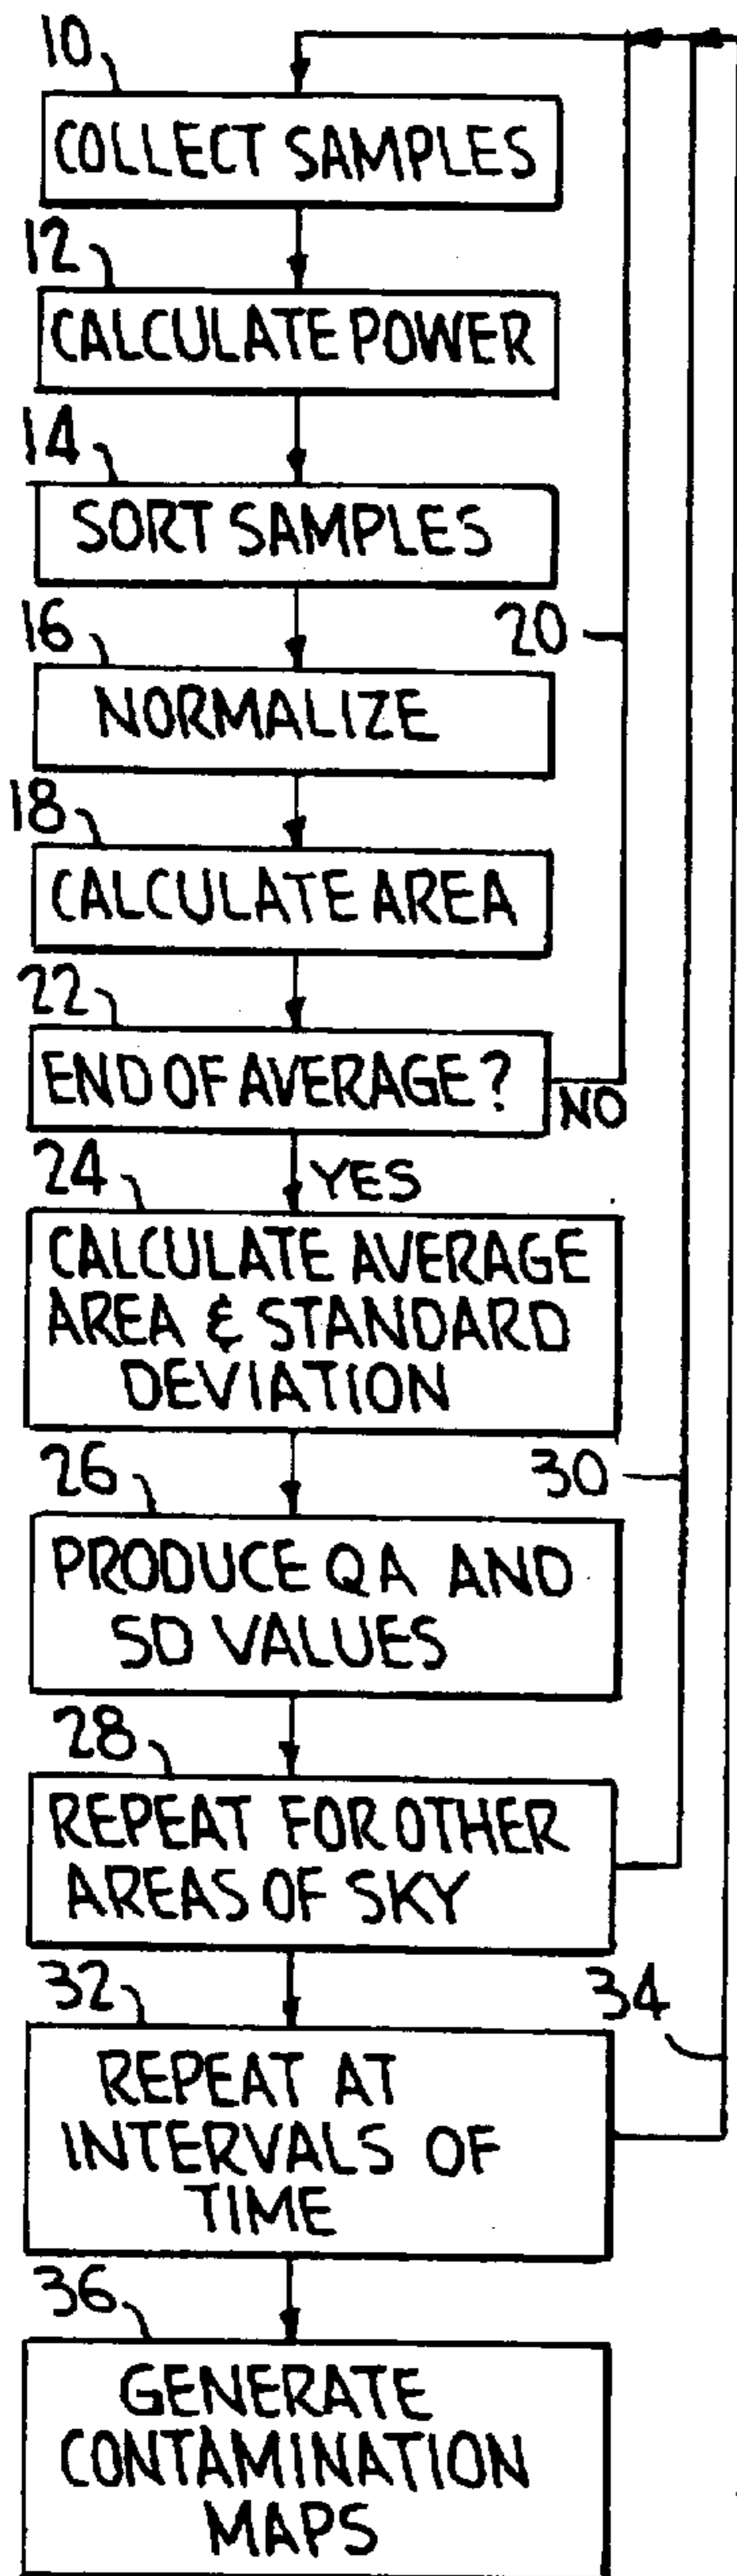 10
COLLECT SAMPLES
12
CALCULATE POWER
14
SORT SAMPLES
16
NORMALIZE
20
18
CALCULATE AREA
22
END OF AVERAGE?
NO
24
YES
CALCULATE AVERAGE
AREA & STANDARD
DEVIATION
26
30
PRODUCE QA AND
SD VALUES
28
REPEAT FOR OTHER
AREAS OF SKY
32
34
REPEAT AT
INTERVALS OF
TIME
36
GENERATE
CONTAMINATION
MAPS